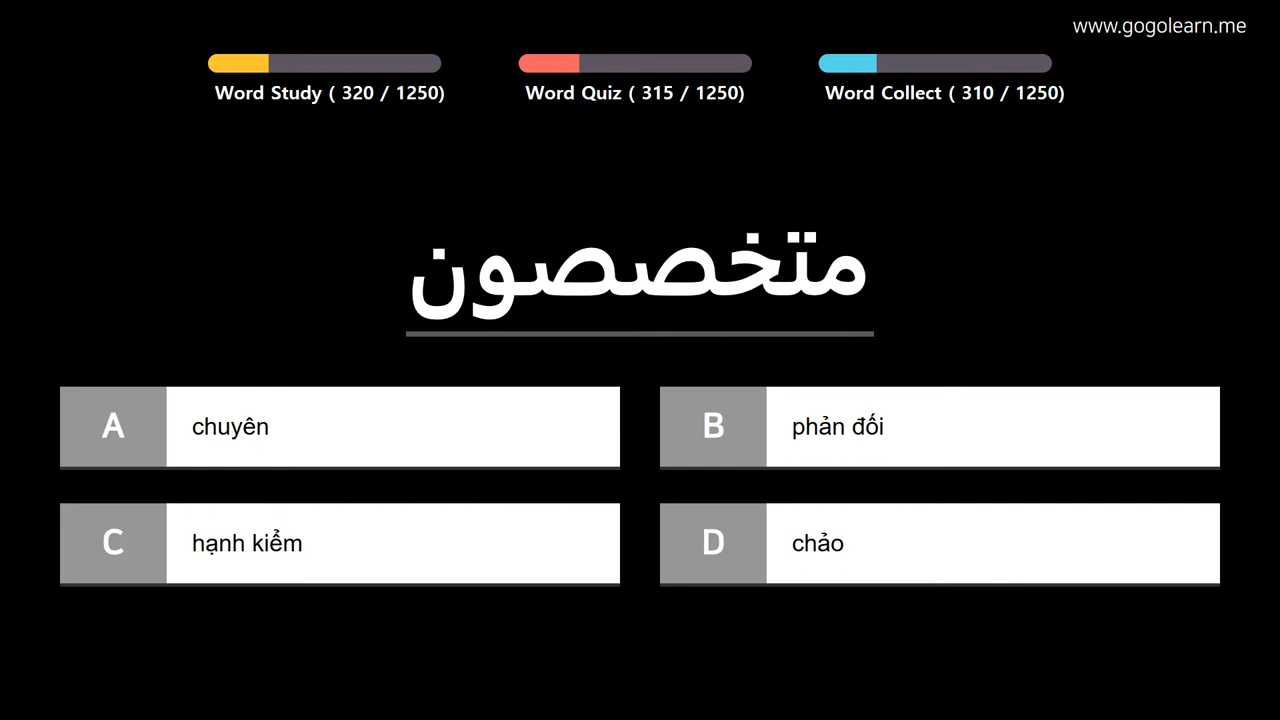 www.gogolearn.me
Word Study ( 320 / 1250)
Word Quiz ( 315 / 1250)
Word Collect ( 310 / 1250)
متخصصون
A chuyên
B phản đối
C hạnh kiểm
D chảo